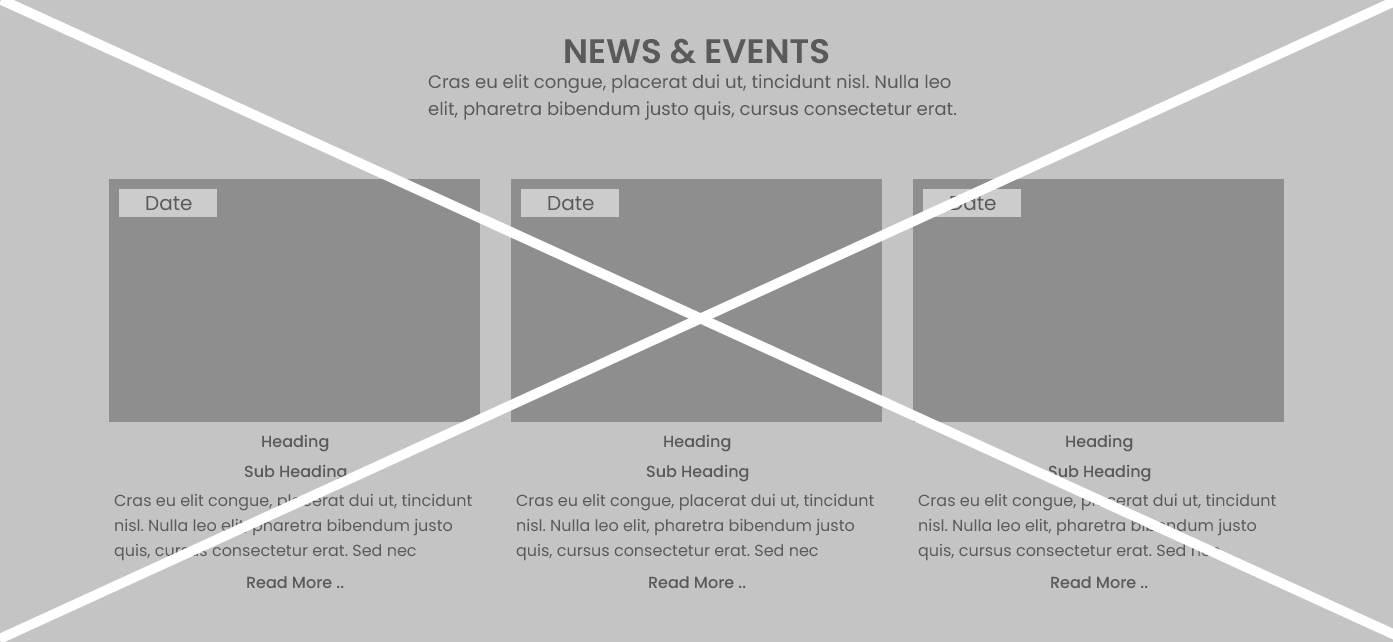 NEWS & EVENTS
Cras eu elit congue, placerat dui ut, tincidunt nisl. Nulla leo
elit, pharetra bibendum justo quis, cursus consectetur erat.
Date
Heading
Sub Heading
Cras eu elit congue, placerat dui ut, tincidunt
nisl. Nulla leo elit, pharetra bibendum justo
quis, cursus consectetur erat. Sed nec
Read More ..
Date
Heading
Sub Heading
Cras eu elit congue, placerat dui ut, tincidunt
nisl. Nulla leo elit, pharetra bibendum justo
quis, cursus consectetur erat. Sed nec
Read More ..
Date
Heading
Sub Heading
Cras eu elit congue, placerat dui ut, tincidunt
nisl. Nulla leo elit, pharetra bibendum justo
quis, cursus consectetur erat. Sed nec
Read More ..